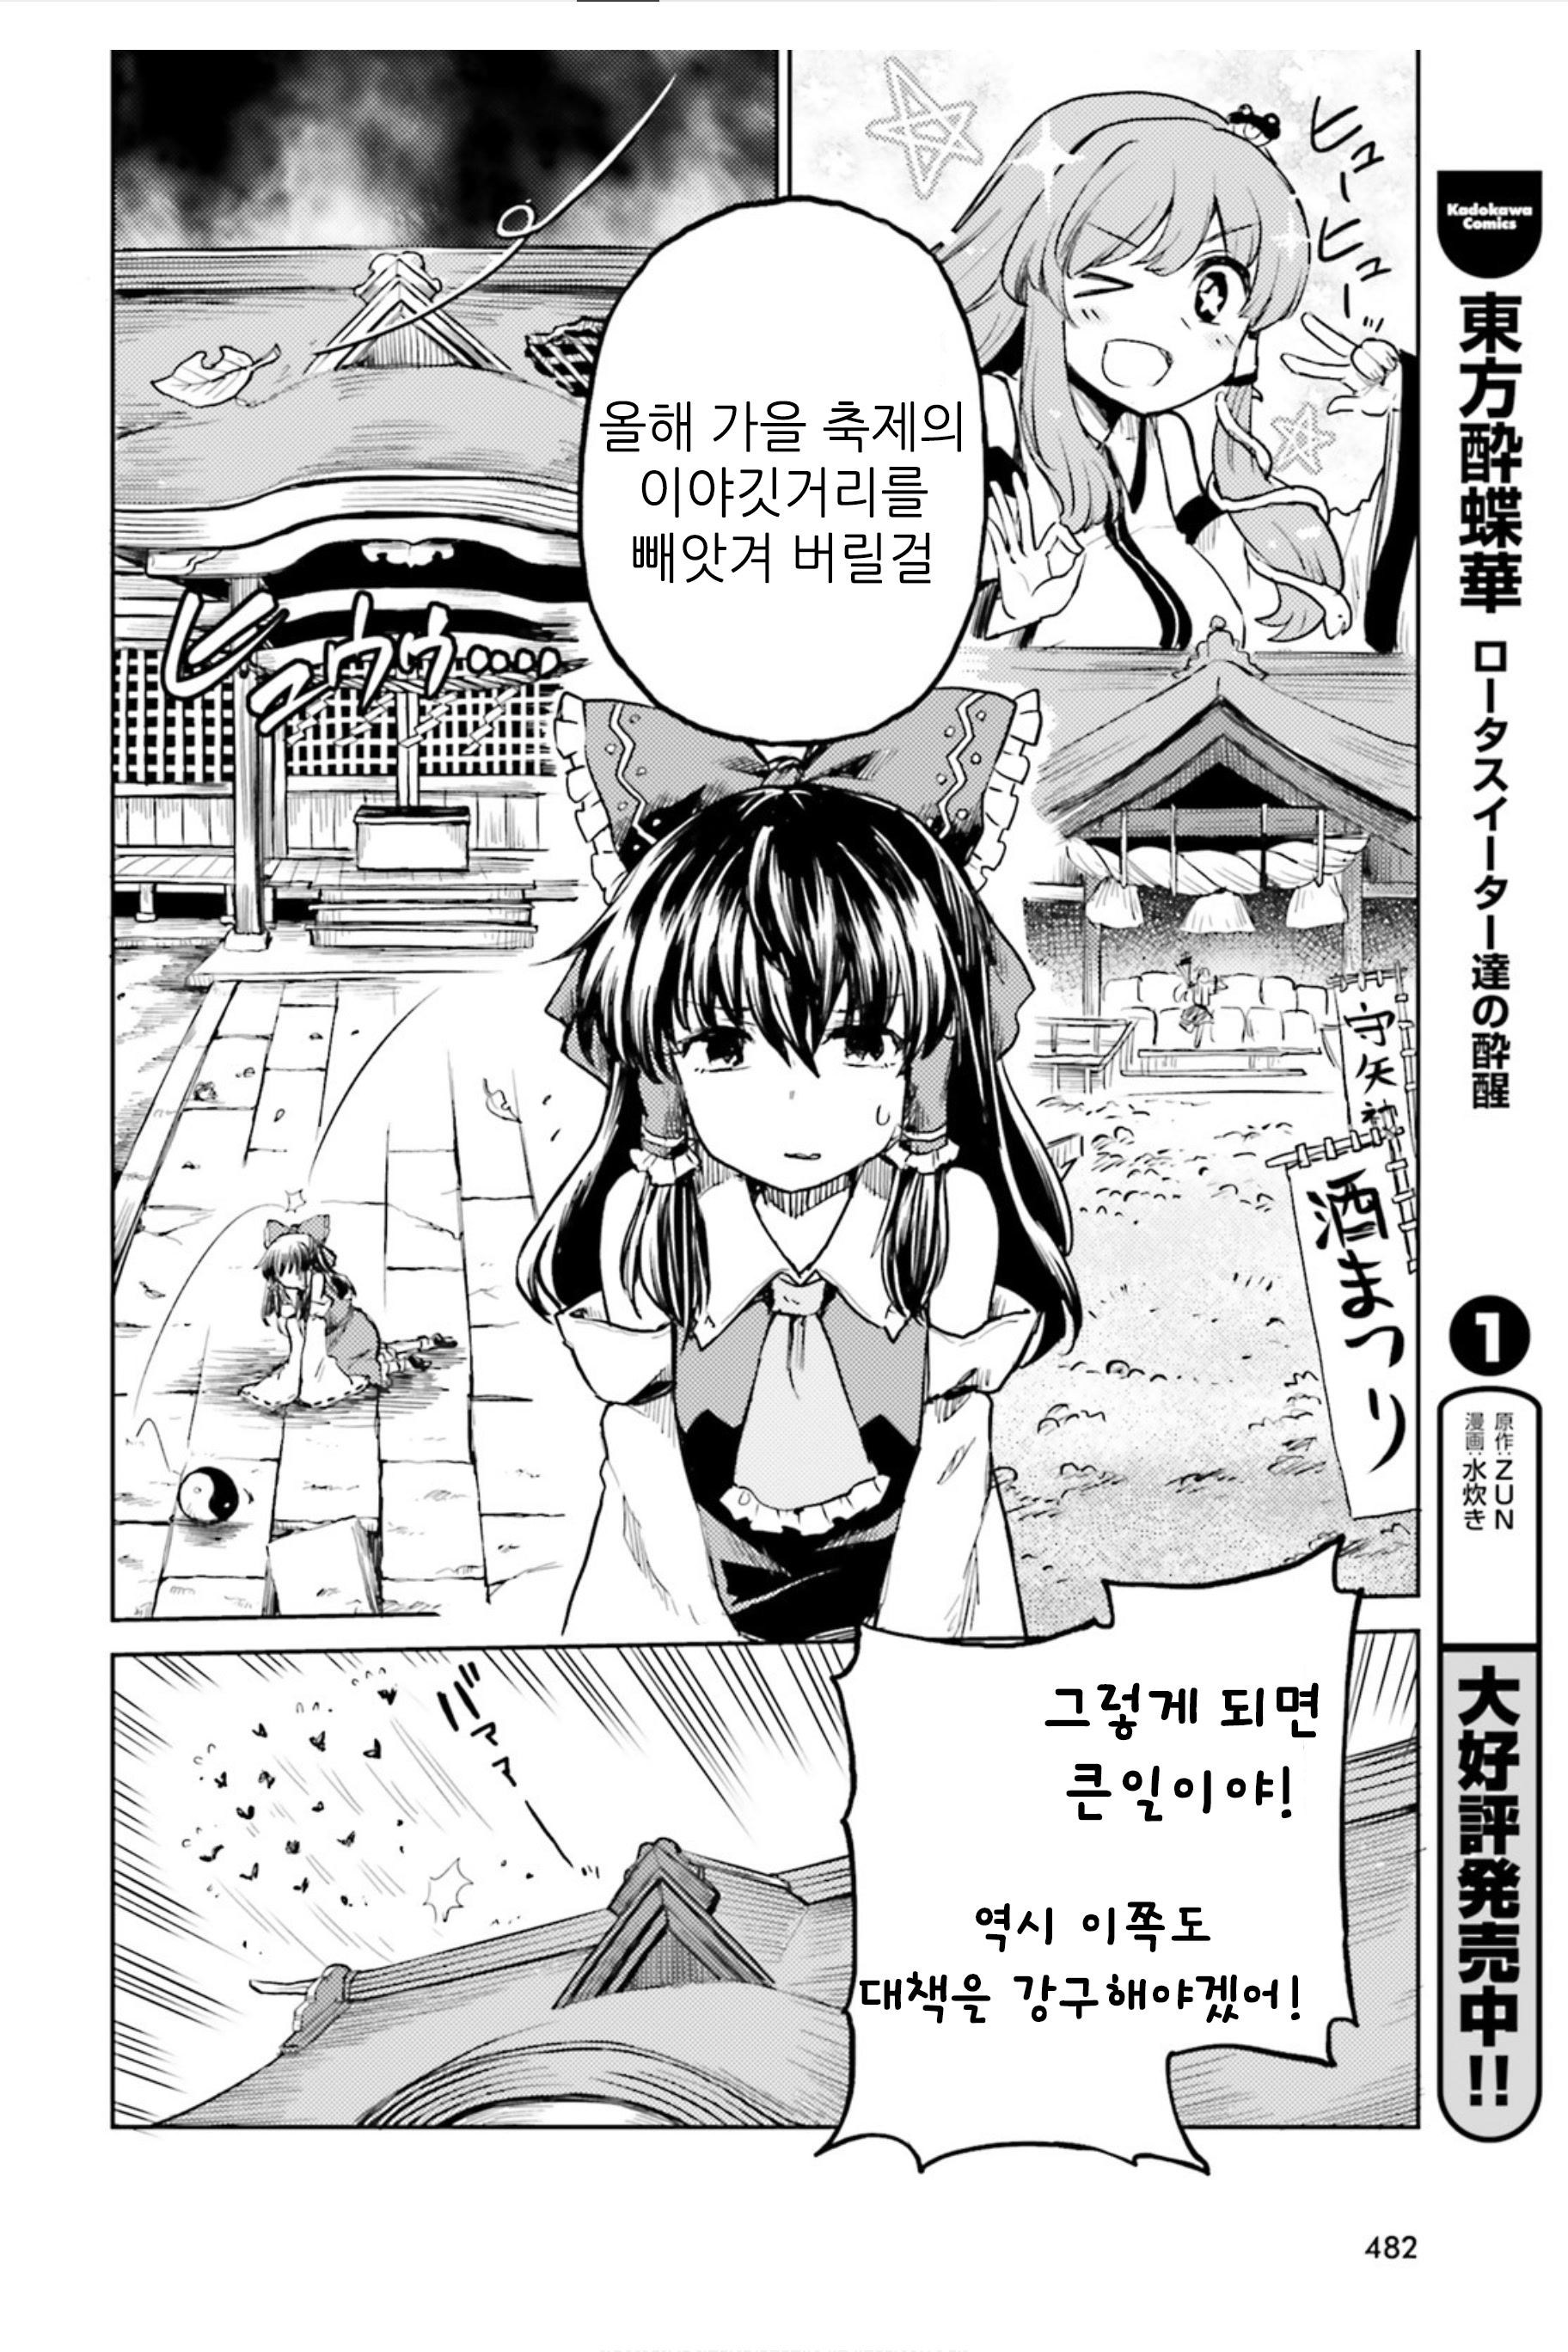 ヒューヒュー
올해 가을 축제의
이야깃거리를
빼앗겨 버릴걸
ヒュウウ。。。。
守矢神
酒まつり
그렇게 되면
큰일이야!
역시 이쪽도
대책을 강구해야겠어!
Kadokawa
Comics
東方酔蝶華 ロータスイーター達の酔醒
1
原作:ZUN
漫画:水炊き
大好評発売中!!
482